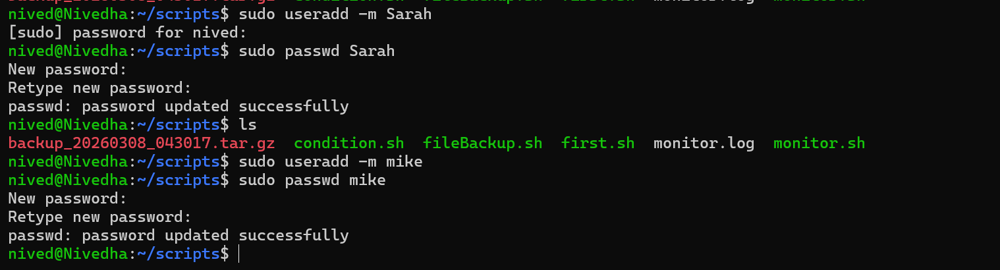 nived@Nivedha:~/scripts$ sudo useradd -m Sarah
[sudo] password for nived:
nived@Nivedha:~/scripts$ sudo passwd Sarah
New password:
Retype new password:
passwd: password updated successfully
nived@Nivedha:~/scripts$ ls
backup_20260308_043017.tar.gz  condition.sh  fileBackup.sh  first.sh  monitor.log  monitor.sh
nived@Nivedha:~/scripts$ sudo useradd -m mike
nived@Nivedha:~/scripts$ sudo passwd mike
New password:
Retype new password:
passwd: password updated successfully
nived@Nivedha:~/scripts$